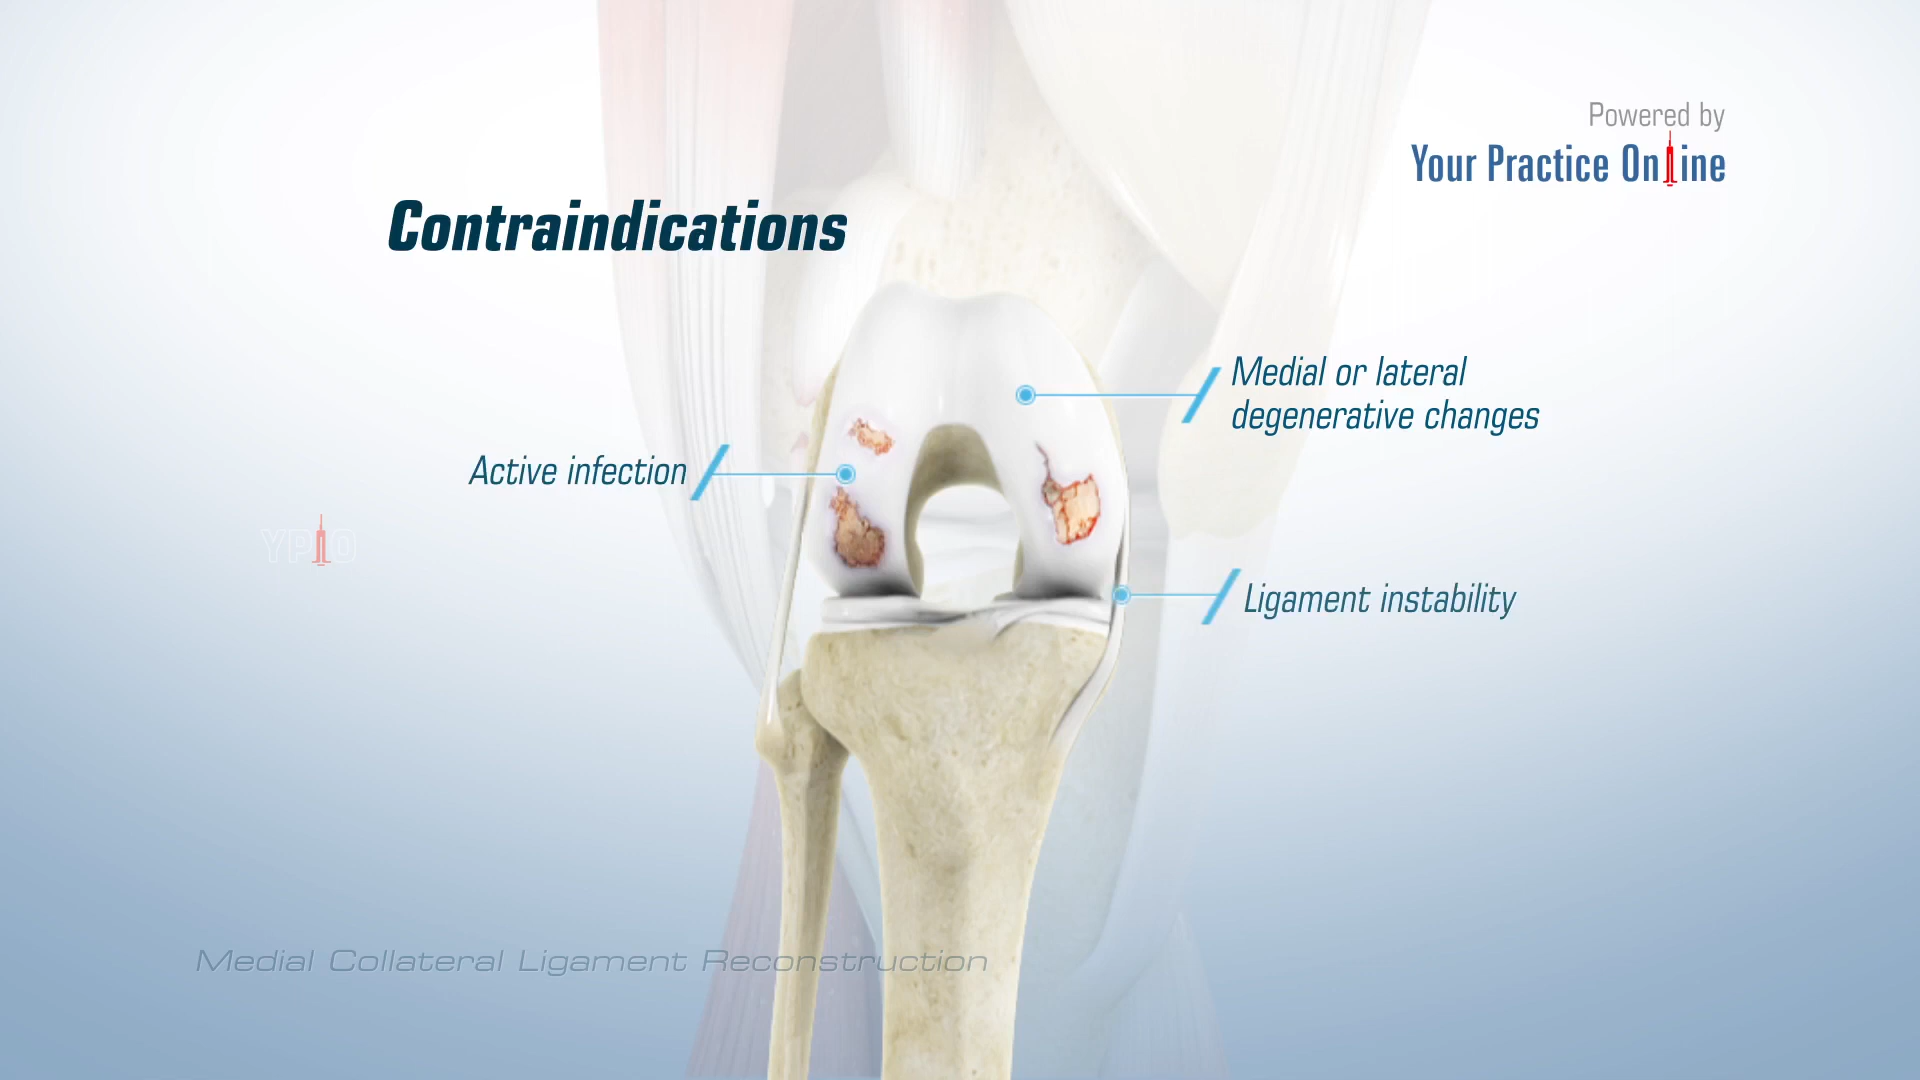 Powered by
Your Practice Online
Contraindications
Medial or lateral
degenerative changes
Active infection
YPO
Ligament instability
Medial Collateral Ligament Reconstruction